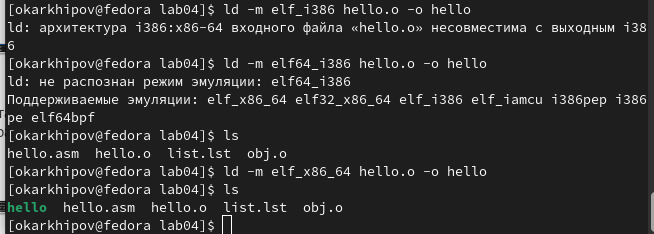 [okarkhipov@fedora lab04]$ ld -m elf_i386 hello.o -o hello
ld: архитектура i386:x86-64 входного файла «hello.o» несовместима с выходным i38
6
[okarkhipov@fedora lab04]$ ld -m elf64_i386 hello.o -o hello
ld: не распознан режим эмуляции: elf64_i386
Поддерживаемые эмуляции: elf_x86_64 elf32_x86_64 elf_i386 elf_iamcu i386pep i386
pe elf64bpf
[okarkhipov@fedora lab04]$ ls
hello.asm  hello.o  list.lst  obj.o
[okarkhipov@fedora lab04]$ ld -m elf_x86_64 hello.o -o hello
[okarkhipov@fedora lab04]$ ls
hello  hello.asm  hello.o  list.lst  obj.o
[okarkhipov@fedora lab04]$